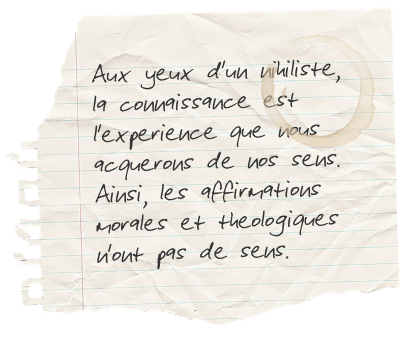 Aux yeux d'un nihiliste,
la connaissance est
l'experience que nous
acquerons de nos sens.
Ainsi, les affirmations
morales et theologiques
n'ont pas de sens.